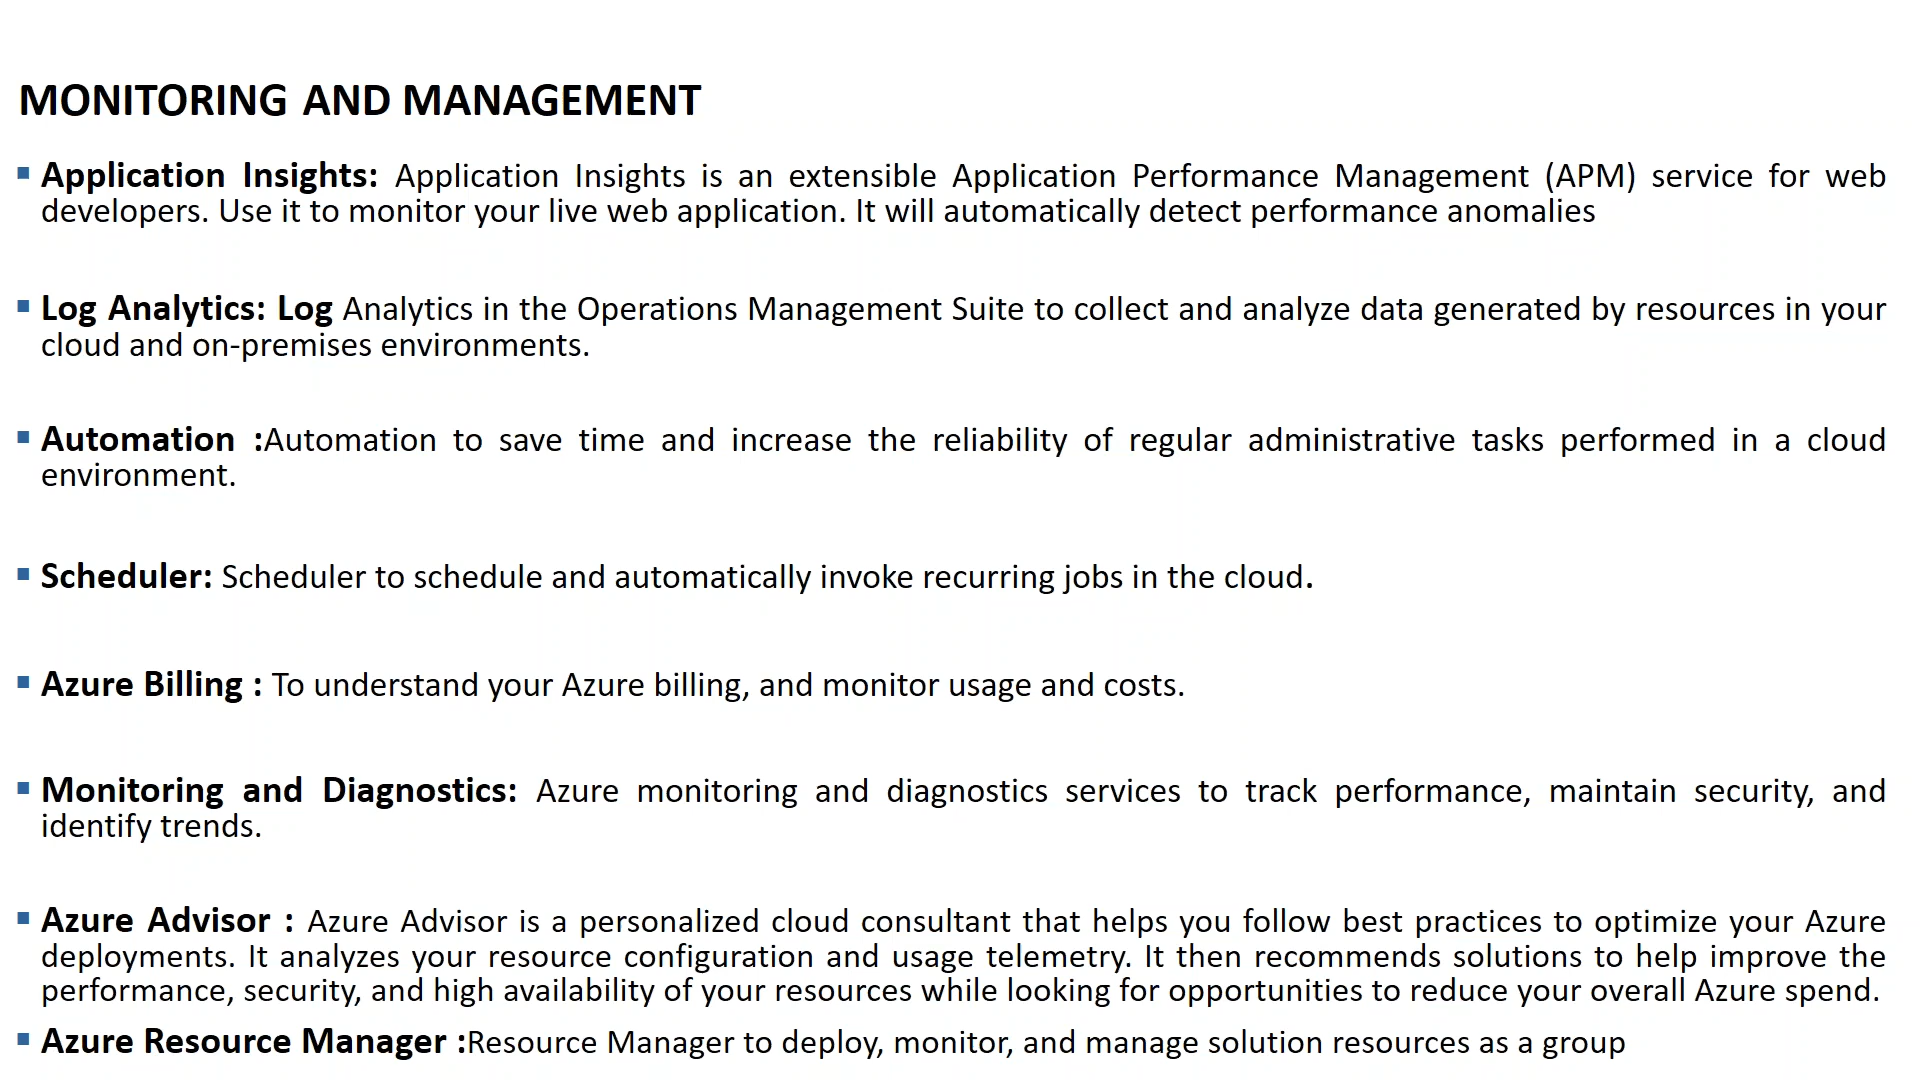 MONITORING AND MANAGEMENT
▪ Application Insights: Application Insights is an extensible Application Performance Management (APM) service for web
developers. Use it to monitor your live web application. It will automatically detect performance anomalies
▪ Log Analytics: Log Analytics in the Operations Management Suite to collect and analyze data generated by resources in your
cloud and on-premises environments.
▪ Automation :Automation to save time and increase the reliability of regular administrative tasks performed in a cloud
environment.
▪ Scheduler: Scheduler to schedule and automatically invoke recurring jobs in the cloud.
▪ Azure Billing : To understand your Azure billing, and monitor usage and costs.
▪ Monitoring and Diagnostics: Azure monitoring and diagnostics services to track performance, maintain security, and
identify trends.
▪ Azure Advisor : Azure Advisor is a personalized cloud consultant that helps you follow best practices to optimize your Azure
deployments. It analyzes your resource configuration and usage telemetry. It then recommends solutions to help improve the
performance, security, and high availability of your resources while looking for opportunities to reduce your overall Azure spend.
▪ Azure Resource Manager :Resource Manager to deploy, monitor, and manage solution resources as a group